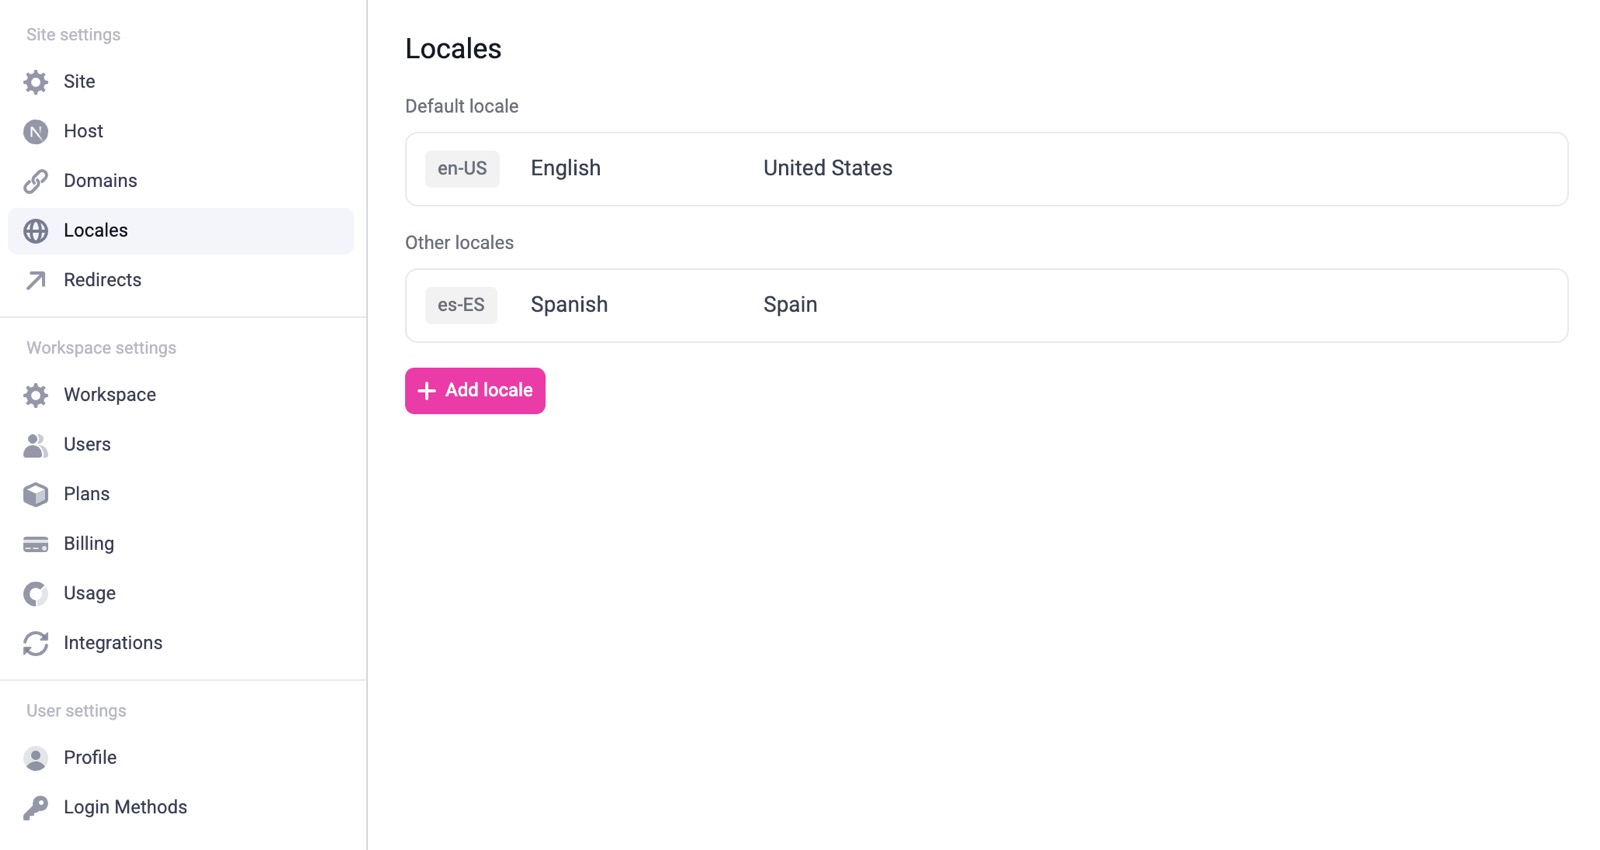 Site settings
Site
Host
Domains
Locales
Redirects
Workspace settings
Workspace
Users
Plans
Billing
Usage
Integrations
User settings
Profile
Login Methods
Locales
Default locale
en-US English United States
Other locales
es-ES Spanish Spain
Add locale